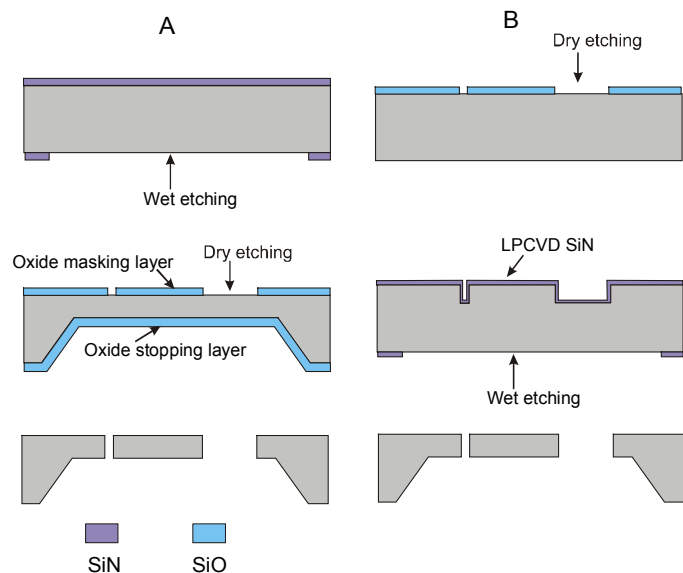 A
Wet etching
Oxide masking layer
Dry etching
Oxide stopping layer
SiN
SiO
B
Dry etching
LPCVD SiN
Wet etching